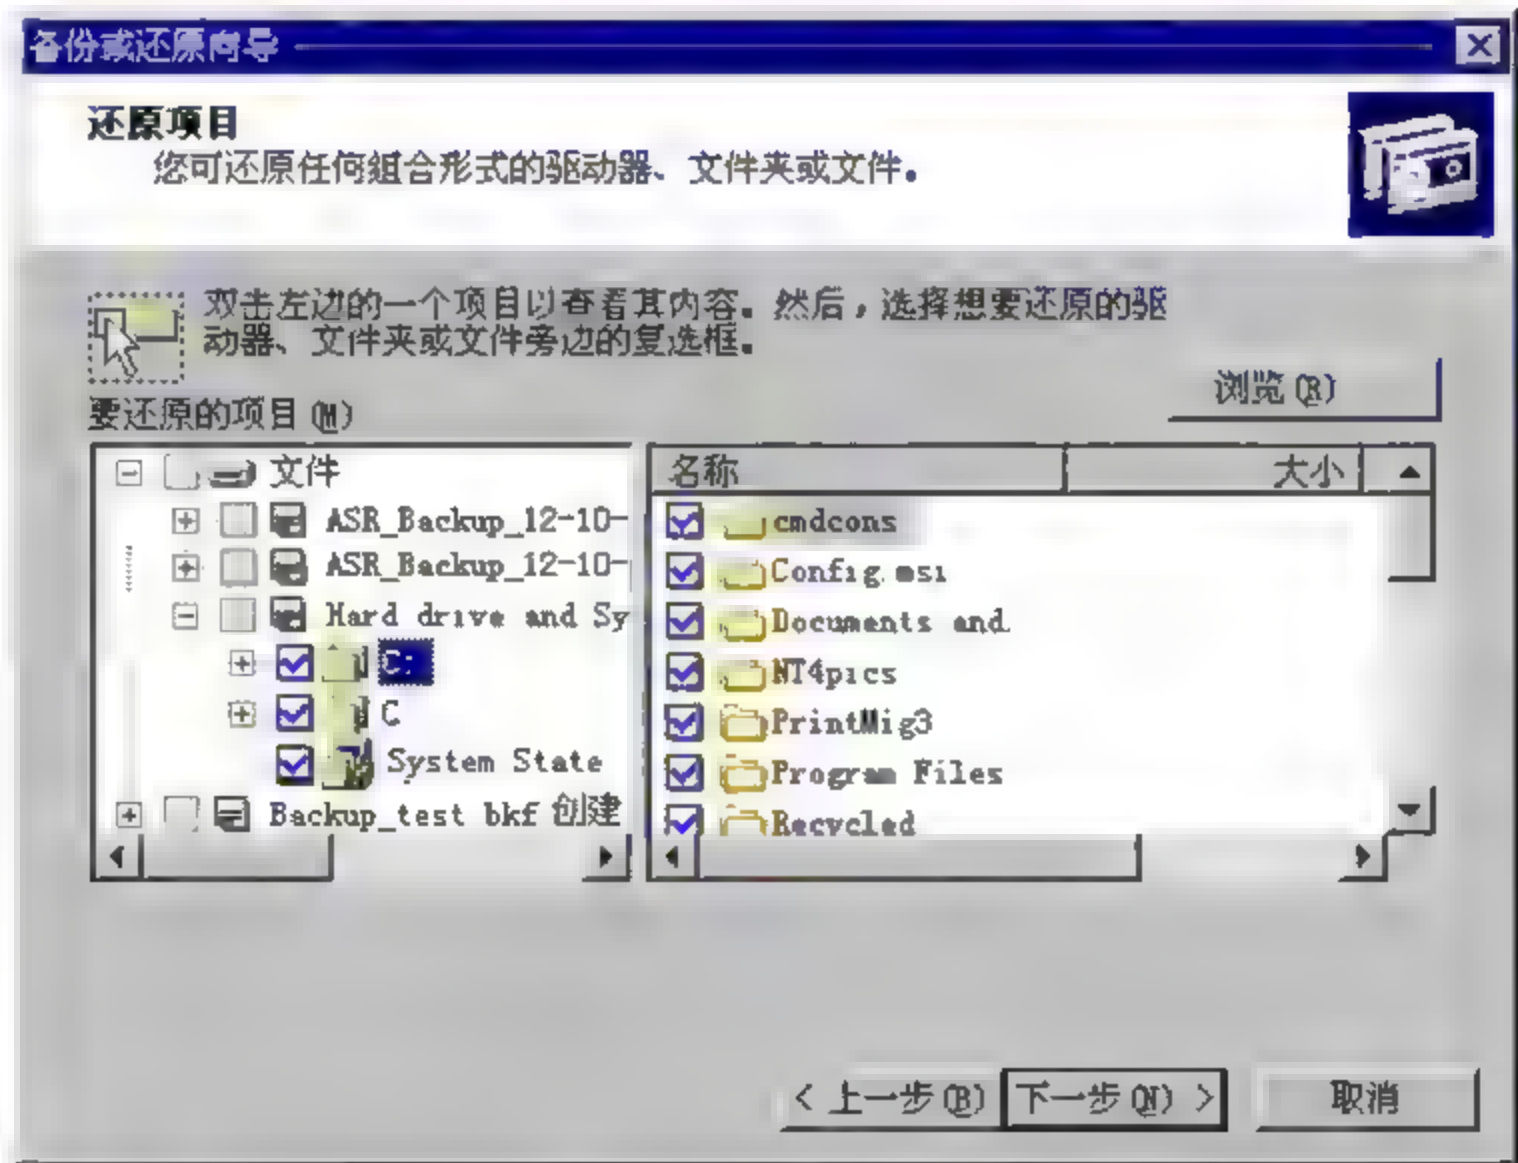 备份或还原向导
还原项目
您可还原任何组合形式的驱动器、文件夹或文件。
双击左边的一个项目以查看其内容。然后，选择想要还原的驱
动器、文件夹或文件旁边的复选框。
浏览(R)
要还原的项目(M)
文件
ASR_Backup_12-10-
ASR_Backup_12-10-
Hard drive and Sy
C:
C
System State
Backup_test bkf 创建
名称 大小
cmdcons
Config.msi
Documents and
NT4pics
PrintMig3
Program Files
Recycled
< 上一步(B) 下一步(N) > 取消